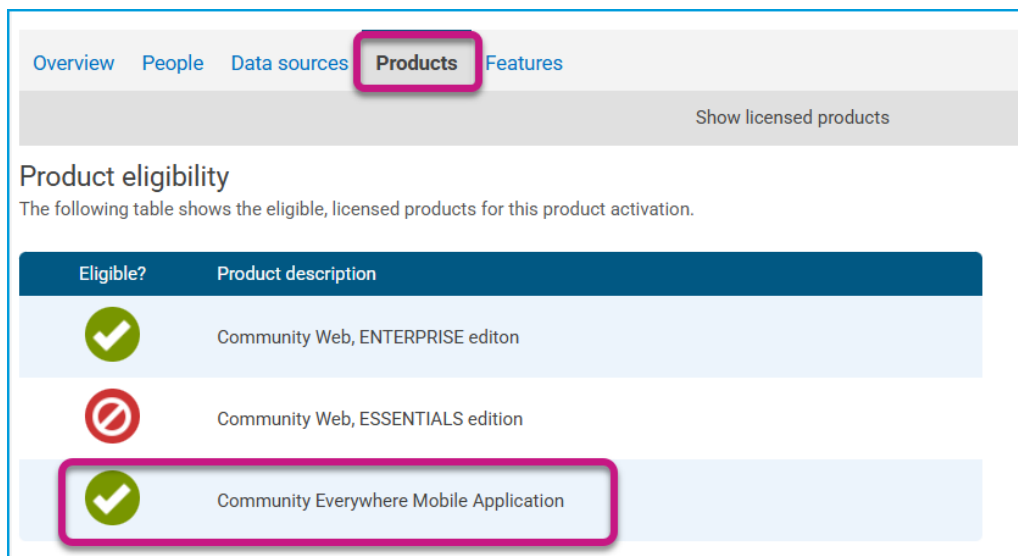 Overview People Data sources Products Features
Show licensed products
Product eligibility
The following table shows the eligible, licensed products for this product activation.
Eligible? Product description
Community Web, ENTERPRISE editon
Community Web, ESSENTIALS edition
Community Everywhere Mobile Application